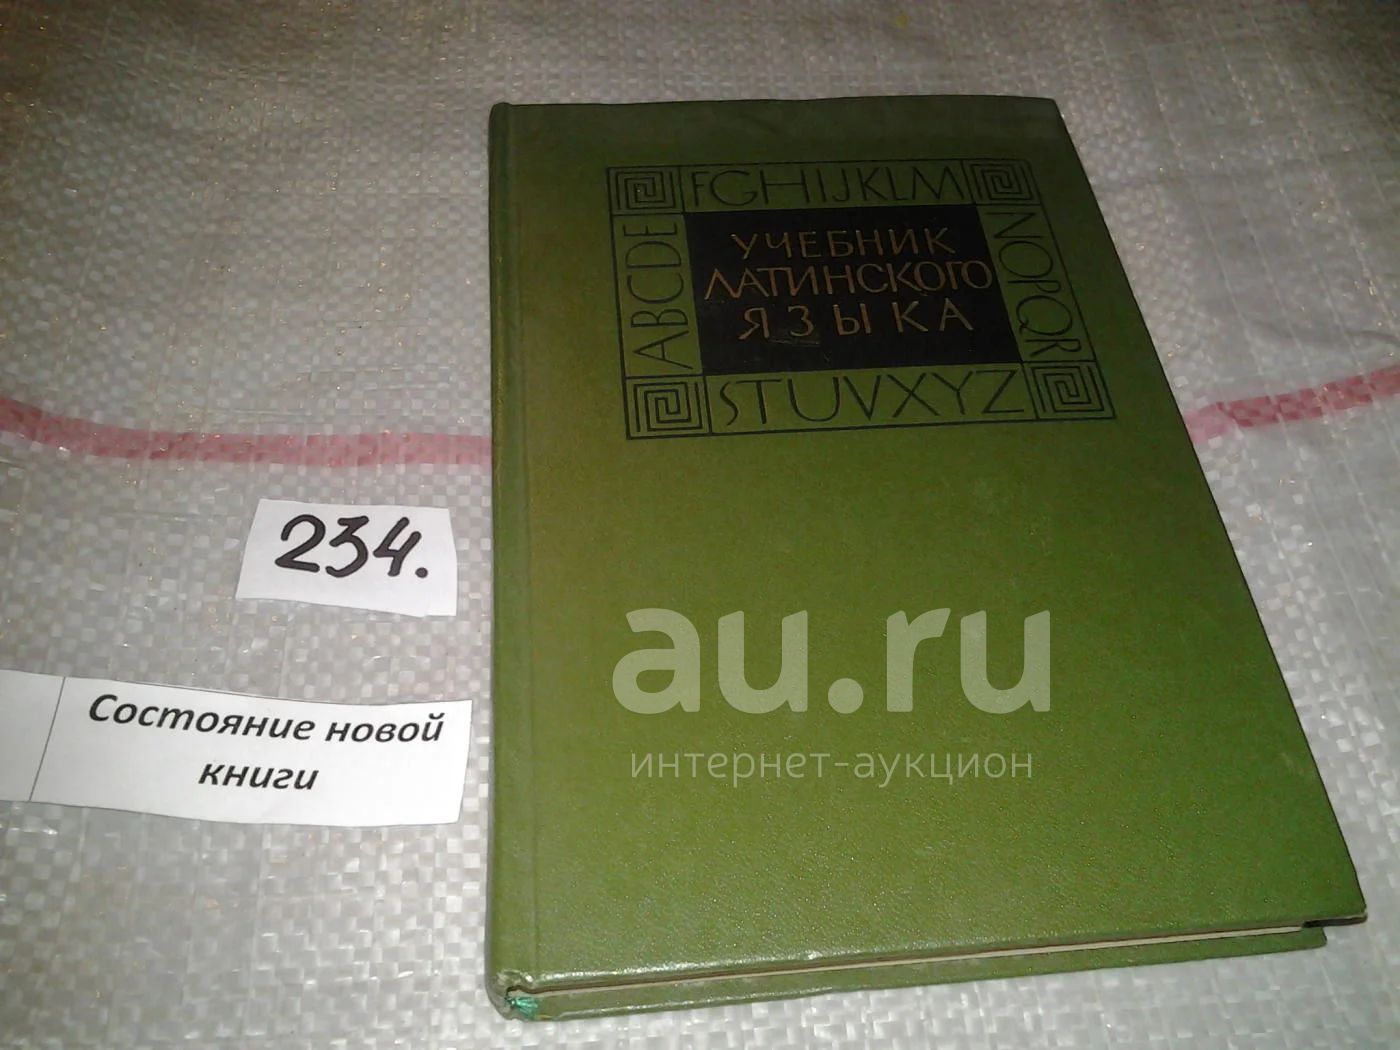 FGHIJKLM
ABCDE
УЧЕБНИК
ЛАТИНСКОГО
ЯЗЫКА
NOPQR
STUVXYZ
234.
Состояние новой
книги
au.ru
интернет-аукцион